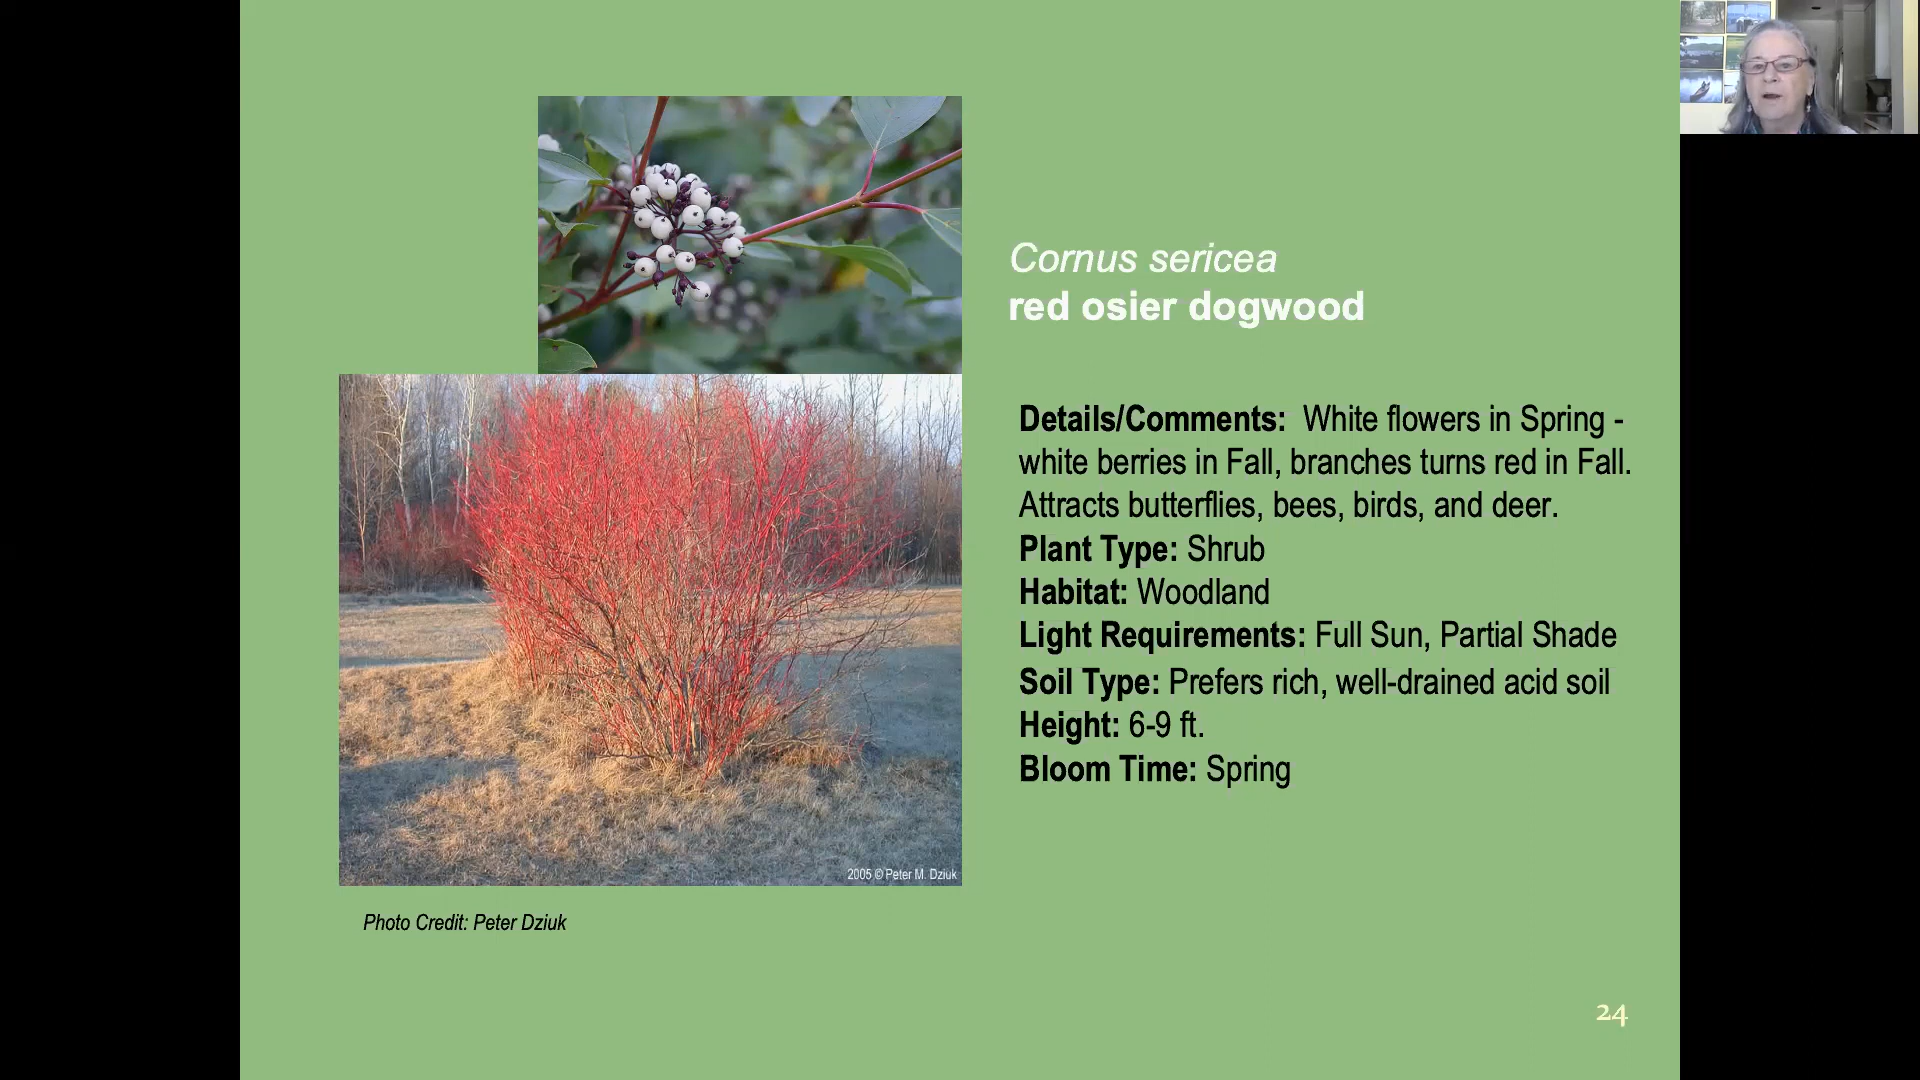 Cornus sericea
red osier dogwood
Details/Comments: White flowers in Spring -
white berries in Fall, branches turns red in Fall.
Attracts butterflies, bees, birds, and deer.
Plant Type: Shrub
Habitat: Woodland
Light Requirements: Full Sun, Partial Shade
Soil Type: Prefers rich, well-drained acid soil
Height: 6-9 ft.
Bloom Time: Spring
2005 © Peter M. Dziuk
Photo Credit: Peter Dziuk
24